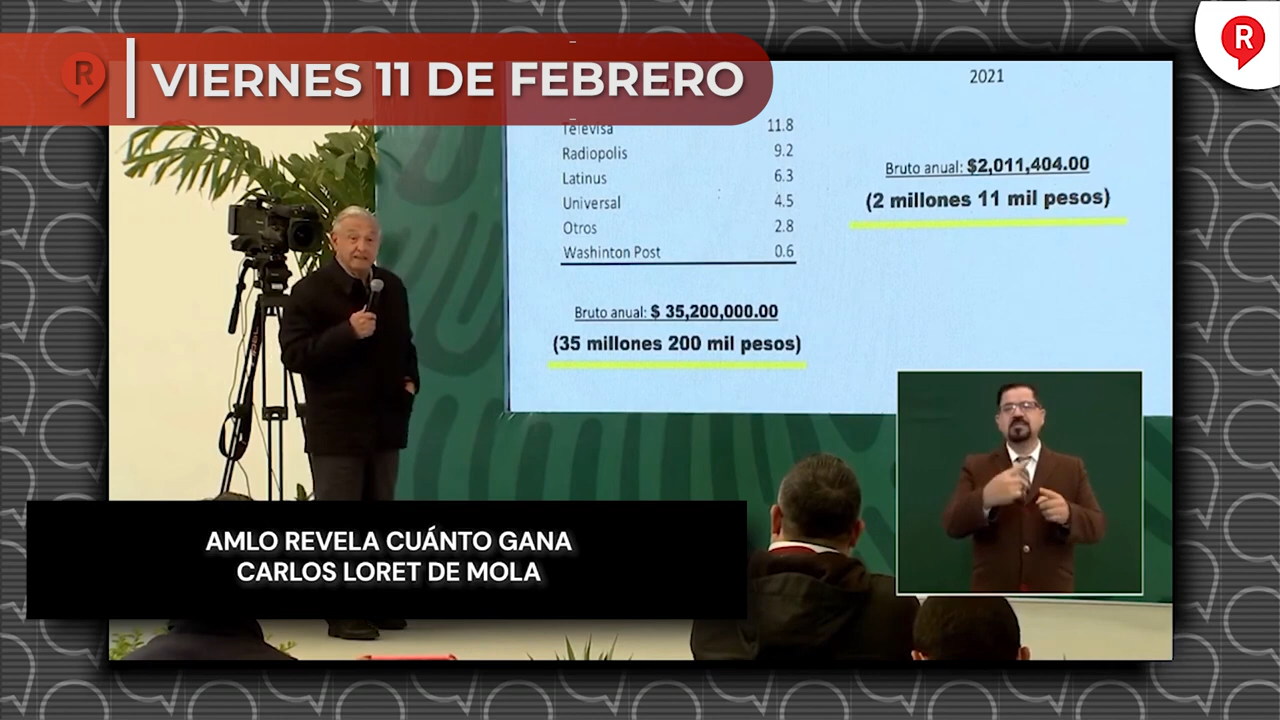 R
R
VIERNES 11 DE FEBRERO
2021
Televisa 11.8
Radiopolis 9.2
Latinus 6.3
Universal 4.5
Otros 2.8
Washinton Post 0.6
Bruto anual: $ 35,200,000.00
(35 millones 200 mil pesos)
Bruto anual: $2,011,404.00
(2 millones 11 mil pesos)
AMLO REVELA CUÁNTO GANA
CARLOS LORET DE MOLA